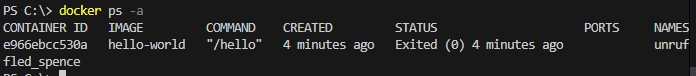 PS C:\> docker ps -a
CONTAINER ID   IMAGE         COMMAND    CREATED         STATUS                     PORTS     NAMES
e966ebcc530a   hello-world   "/hello"   4 minutes ago   Exited (0) 4 minutes ago             unruf
fled_spence
PS C:\>